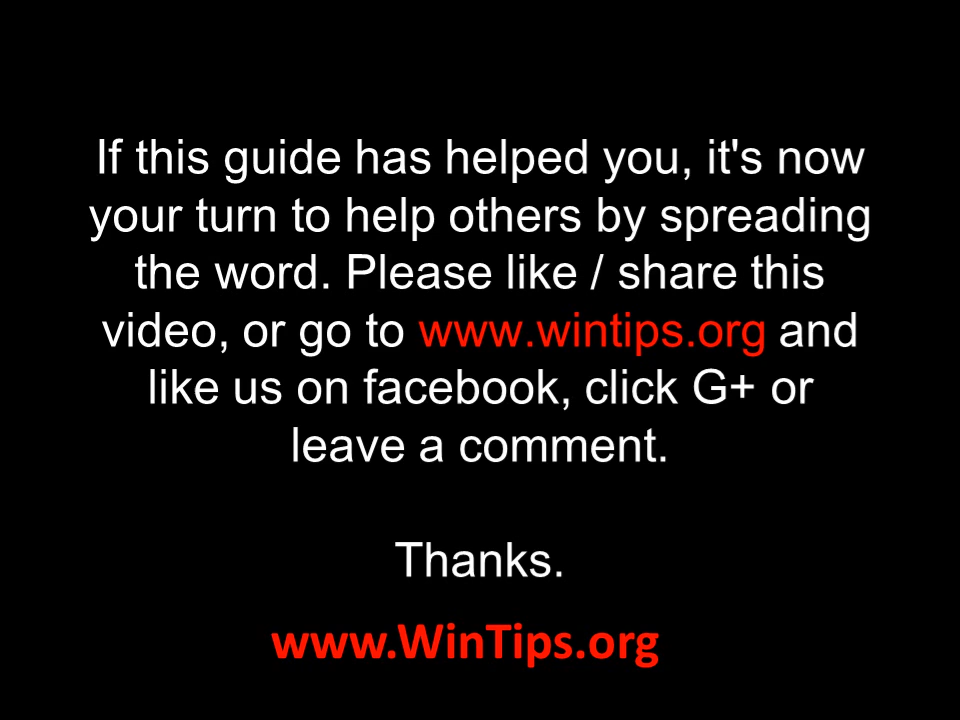 If this guide has helped you, it's now
your turn to help others by spreading
the word. Please like / share this
video, or go to www.wintips.org and
like us on facebook, click G+ or
leave a comment.
Thanks.
www.WinTips.org